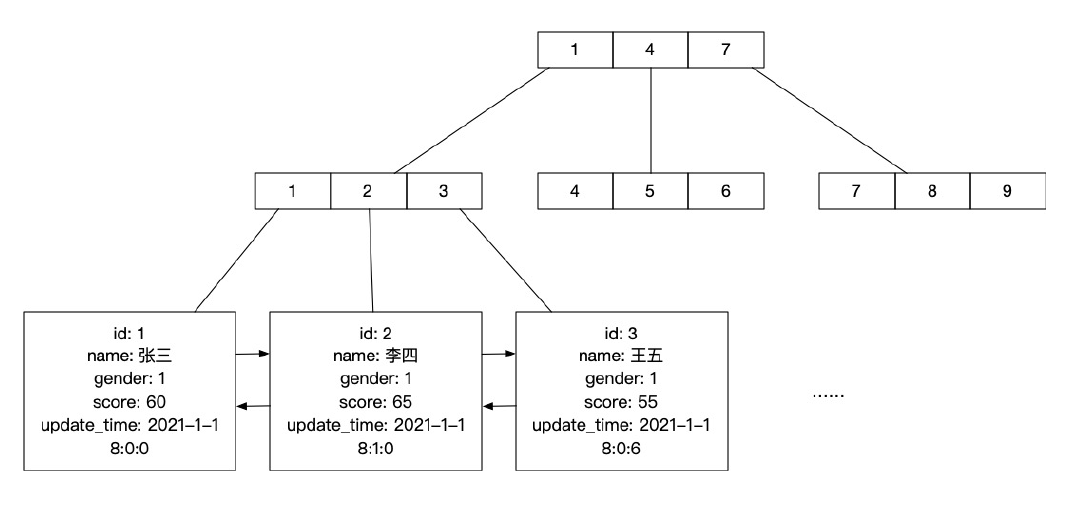 1 4 7
1 2 3
4 5 6
7 8 9
id: 1
name: 张三
gender: 1
score: 60
update_time: 2021–1–1
8:0:0
id: 2
name: 李四
gender: 1
score: 65
update_time: 2021–1–1
8:1:0
id: 3
name: 王五
gender: 1
score: 55
update_time: 2021–1–1
8:0:6
......